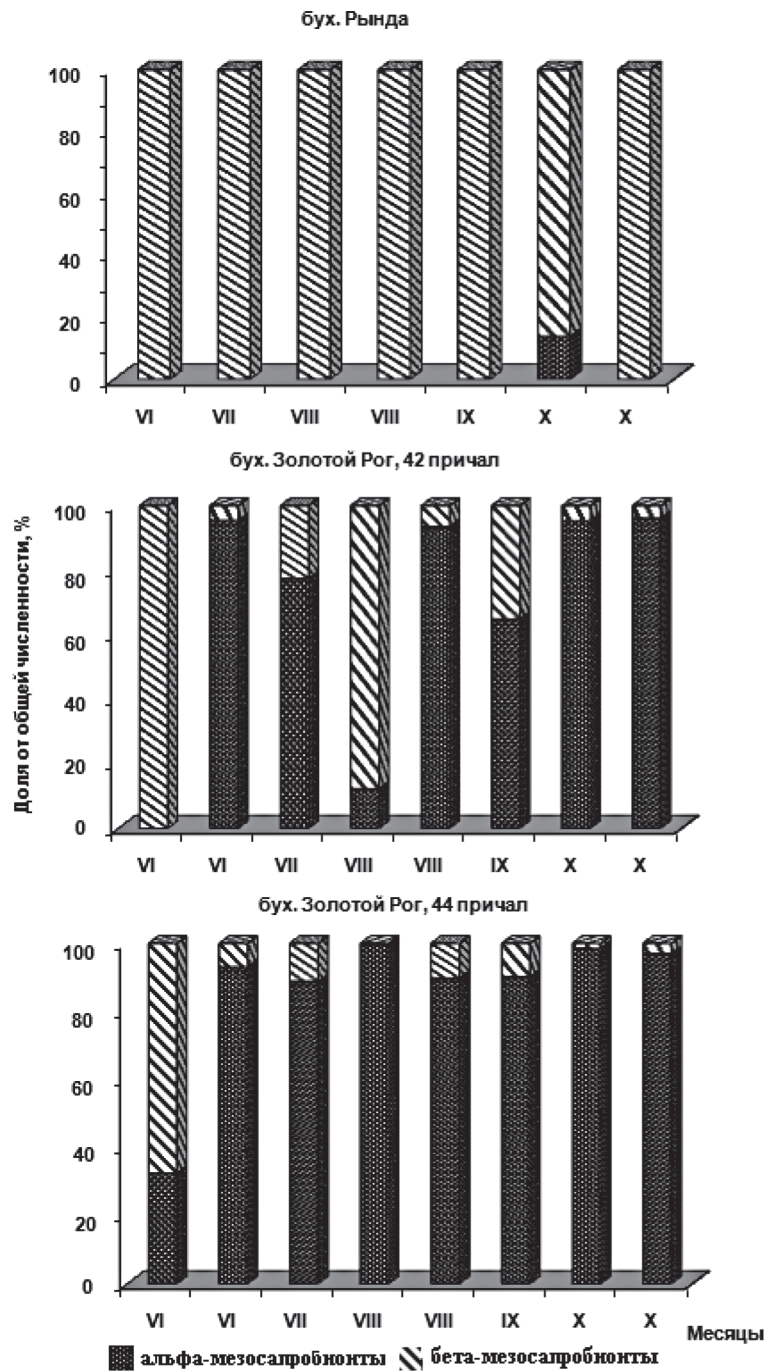 бух. Рында
100
80
60
40
20
0
VI VII VIII VIII IX X X
бух. Золотой Рог, 42 причал
Доля от общей численности, %
100
80
60
40
20
0
VI VI VII VIII VIII IX X X
бух. Золотой Рог, 44 причал
100
80
60
40
20
0
VI VI VII VIII VIII IX X X
Месяцы
альфа-мезосапробионты бета-мезосапробионты